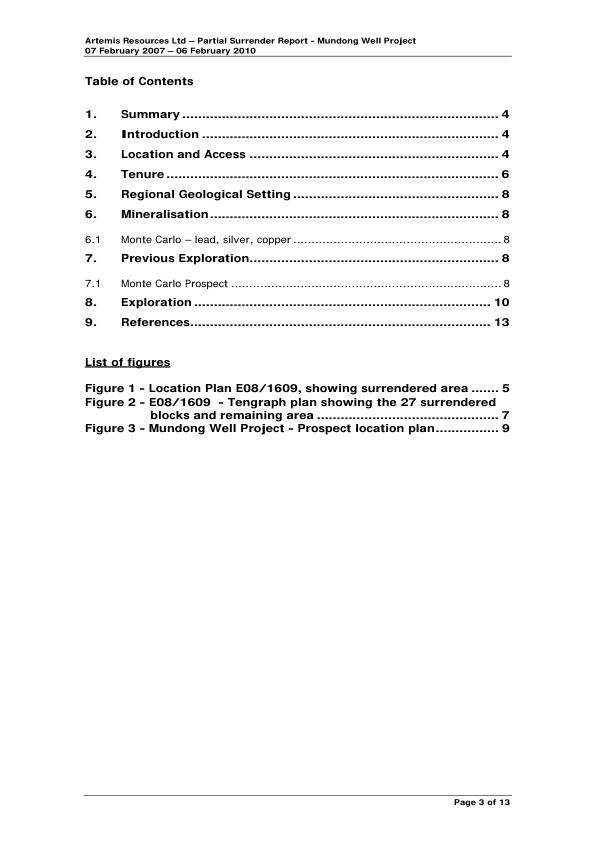 Artemis Resources Ltd – Partial Surrender Report - Mundong Well Project
07 February 2007 – 06 February 2010
Table of Contents
1. Summary ........................................................................... 4
2. Introduction ...................................................................... 4
3. Location and Access .......................................................... 4
4. Tenure ............................................................................... 6
5. Regional Geological Setting ................................................ 8
6. Mineralisation .................................................................... 8
6.1 Monte Carlo – lead, silver, copper .............................................................. 8
7. Previous Exploration........................................................... 8
7.1 Monte Carlo Prospect ................................................................................ 8
8. Exploration ...................................................................... 10
9. References....................................................................... 13
List of figures
Figure 1 - Location Plan E08/1609, showing surrendered area ....... 5
Figure 2 - E08/1609  - Tengraph plan showing the 27 surrendered
blocks and remaining area ............................................ 7
Figure 3 - Mundong Well Project - Prospect location plan............... 9
Page 3 of 13